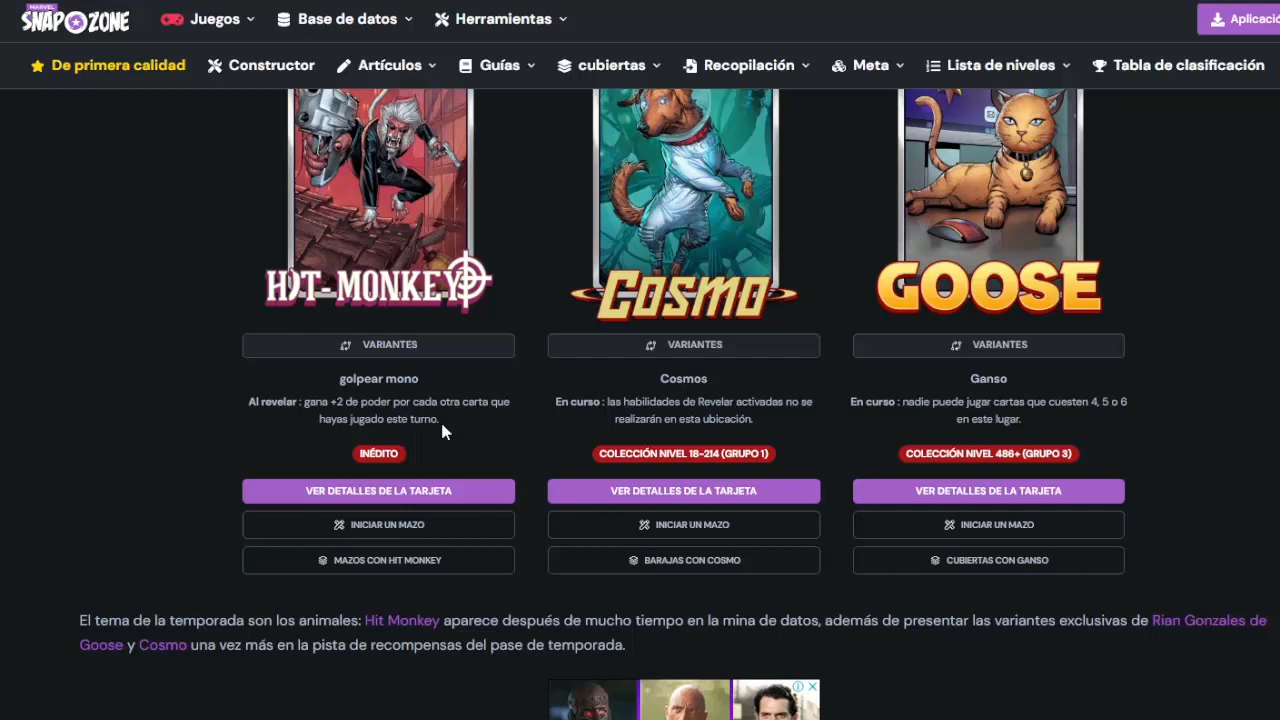 MARVEL
SNAP ZONE
Juegos
Base de datos
Herramientas
Aplicació
De primera calidad
Constructor
Artículos
Guías
cubiertas
Recopilación
Meta
Lista de niveles
Tabla de clasificación
HIT-MONKEY
COSMO
GOOSE
VARIANTES
VARIANTES
VARIANTES
golpear mono
Cosmos
Ganso
Al revelar : gana +2 de poder por cada otra carta que
hayas jugado este turno.
En curso : las habilidades de Revelar activadas no se
realizarán en esta ubicación.
En curso : nadie puede jugar cartas que cuesten 4, 5 o 6
en este lugar.
INÉDITO
COLECCIÓN NIVEL 18-214 (GRUPO 1)
COLECCIÓN NIVEL 486+ (GRUPO 3)
VER DETALLES DE LA TARJETA
VER DETALLES DE LA TARJETA
VER DETALLES DE LA TARJETA
INICIAR UN MAZO
INICIAR UN MAZO
INICIAR UN MAZO
MAZOS CON HIT MONKEY
BARAJAS CON COSMO
CUBIERTAS CON GANSO
El tema de la temporada son los animales: Hit Monkey aparece después de mucho tiempo en la mina de datos, además de presentar las variantes exclusivas de Rian Gonzales de
Goose y Cosmo una vez más en la pista de recompensas del pase de temporada.